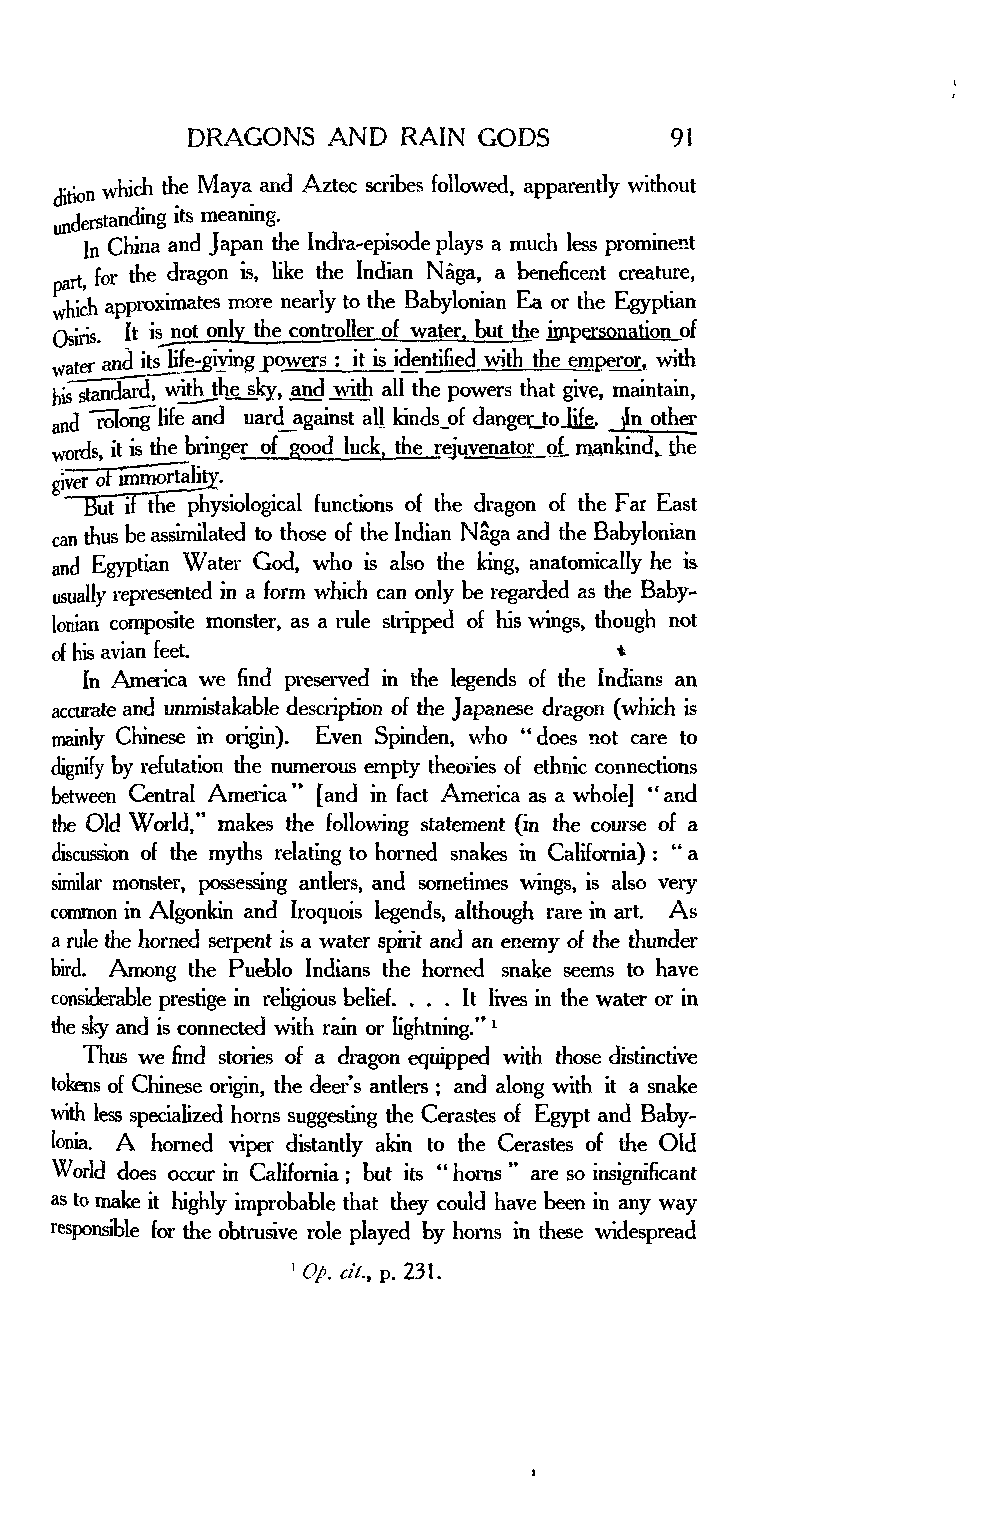 DRAGONS AND RAIN GODS 91
dition which the Maya and Aztec scribes followed, apparently without
understanding its meaning.
In China and Japan the Indra-episode plays a much less prominent
part, for the dragon is, like the Indian Nâga, a beneficent creature,
which approximates more nearly to the Babylonian Ea or the Egyptian
Osiris. It is not only the controller of water, but the impersonation of
water and its life-giving powers : it is identified with the emperor, with
his standard, with the sky, and with all the powers that give, maintain,
and rolong life and uard against all kinds of danger to life. In other
words, it is the bringer of good luck, the rejuvenator of mankind, the
giver of immortality.
But if the physiological functions of the dragon of the Far East
can thus be assimilated to those of the Indian Nâga and the Babylonian
and Egyptian Water God, who is also the king, anatomically he is
usually represented in a form which can only be regarded as the Baby-
lonian composite monster, as a rule stripped of his wings, though not
of his avian feet.
In America we find preserved in the legends of the Indians an
accurate and unmistakable description of the Japanese dragon (which is
mainly Chinese in origin). Even Spinden, who “does not care to
dignify by refutation the numerous empty theories of ethnic connections
between Central America” [and in fact America as a whole] “and
the Old World,” makes the following statement (in the course of a
discussion of the myths relating to horned snakes in California) : “a
similar monster, possessing antlers, and sometimes wings, is also very
common in Algonkin and Iroquois legends, although rare in art. As
a rule the horned serpent is a water spirit and an enemy of the thunder
bird. Among the Pueblo Indians the horned snake seems to have
considerable prestige in religious belief. . . . It lives in the water or in
the sky and is connected with rain or lightning.” ¹
Thus we find stories of a dragon equipped with those distinctive
tokens of Chinese origin, the deer’s antlers ; and along with it a snake
with less specialized horns suggesting the Cerastes of Egypt and Baby-
lonia. A horned viper distantly akin to the Cerastes of the Old
World does occur in California ; but its “horns” are so insignificant
as to make it highly improbable that they could have been in any way
responsible for the obtrusive role played by horns in these widespread
¹ Op. cit., p. 231.